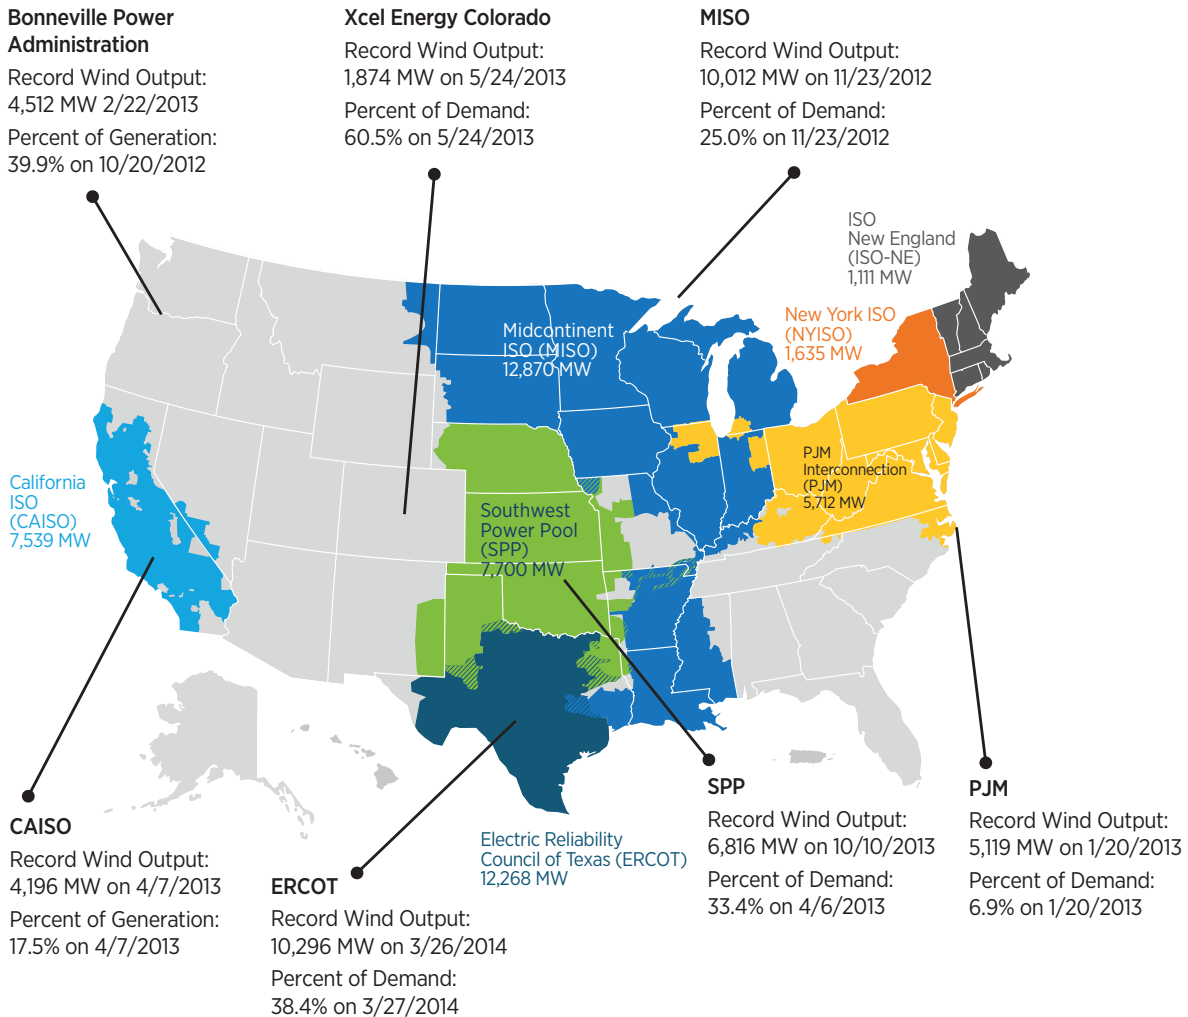 Bonneville Power
Administration
Record Wind Output:
4,512 MW 2/22/2013
Percent of Generation:
39.9% on 10/20/2012
Xcel Energy Colorado
Record Wind Output:
1,874 MW on 5/24/2013
Percent of Demand:
60.5% on 5/24/2013
MISO
Record Wind Output:
10,012 MW on 11/23/2012
Percent of Demand:
25.0% on 11/23/2012
ISO
New England
(ISO-NE)
1,111 MW
New York ISO
(NYISO)
1,635 MW
Midcontinent
ISO (MISO)
12,870 MW
PJM
Interconnection
(PJM)
5,712 MW
California
ISO
(CAISO)
7,539 MW
Southwest
Power Pool
(SPP)
7,700 MW
CAISO
Record Wind Output:
4,196 MW on 4/7/2013
Percent of Generation:
17.5% on 4/7/2013
ERCOT
Record Wind Output:
10,296 MW on 3/26/2014
Percent of Demand:
38.4% on 3/27/2014
Electric Reliability
Council of Texas (ERCOT)
12,268 MW
SPP
Record Wind Output:
6,816 MW on 10/10/2013
Percent of Demand:
33.4% on 4/6/2013
PJM
Record Wind Output:
5,119 MW on 1/20/2013
Percent of Demand:
6.9% on 1/20/2013